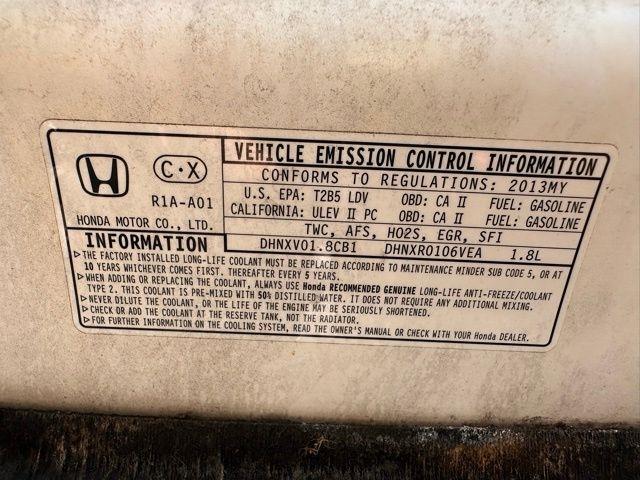 VEHICLE EMISSION CONTROL INFORMATION
CONFORMS TO REGULATIONS: 2013MY
U.S. EPA: T2B5 LDV OBD: CA II FUEL: GASOLINE
CALIFORNIA: ULEV II PC OBD: CA II FUEL: GASOLINE
TWC, AFS, HO2S, EGR, SFI
DHNXV01.8CB1 DHNXR0106VEA 1.8L
C·X
R1A-A01
HONDA MOTOR CO., LTD.
INFORMATION
▷THE FACTORY INSTALLED LONG-LIFE COOLANT MUST BE REPLACED ACCORDING TO MAINTENANCE MINDER SUB CODE 5, OR AT
10 YEARS WHICHEVER COMES FIRST. THEREAFTER EVERY 5 YEARS.
▷WHEN ADDING OR REPLACING THE COOLANT, ALWAYS USE Honda RECOMMENDED GENUINE LONG-LIFE ANTI-FREEZE/COOLANT
TYPE 2. THIS COOLANT IS PRE-MIXED WITH 50% DISTILLED WATER. IT DOES NOT REQUIRE ANY ADDITIONAL MIXING.
▷NEVER DILUTE THE COOLANT, OR THE LIFE OF THE ENGINE MAY BE SERIOUSLY SHORTENED.
▷CHECK OR ADD THE COOLANT AT THE RESERVE TANK, NOT THE RADIATOR.
▷FOR FURTHER INFORMATION ON THE COOLING SYSTEM, READ THE OWNER'S MANUAL OR CHECK WITH YOUR Honda DEALER.